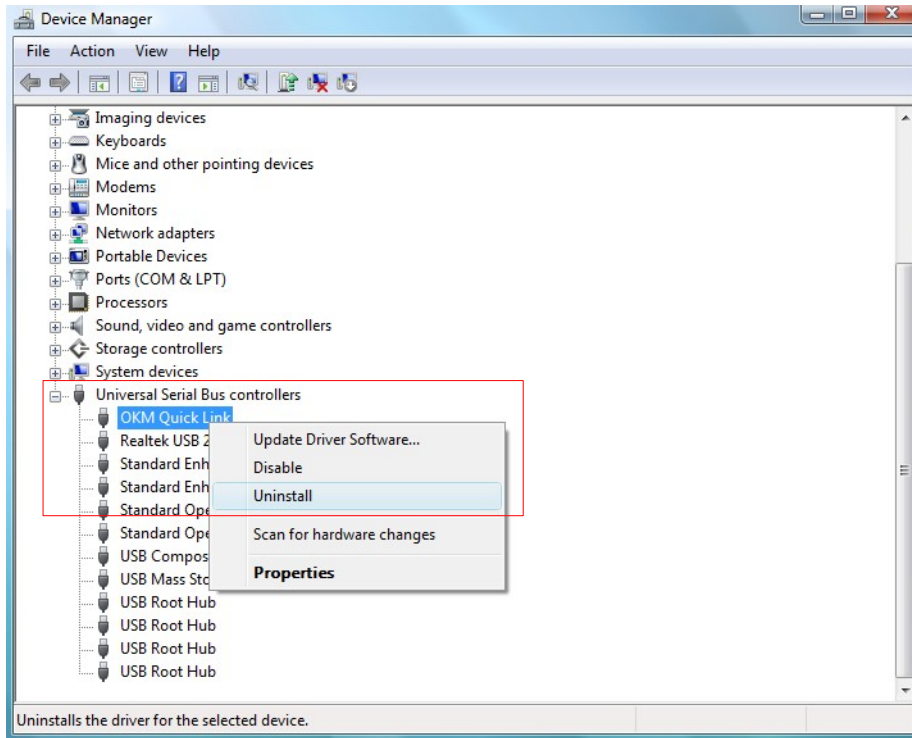 Device Manager
File Action View Help
Imaging devices
Keyboards
Mice and other pointing devices
Modems
Monitors
Network adapters
Portable Devices
Ports (COM & LPT)
Processors
Sound, video and game controllers
Storage controllers
System devices
Universal Serial Bus controllers
OKM Quick Link
Realtek USB 2
Standard Enh
Standard Enh
Standard Ope
Standard Ope
USB Compos
USB Mass Sto
USB Root Hub
USB Root Hub
USB Root Hub
USB Root Hub
Update Driver Software...
Disable
Uninstall
Scan for hardware changes
Properties
Uninstalls the driver for the selected device.